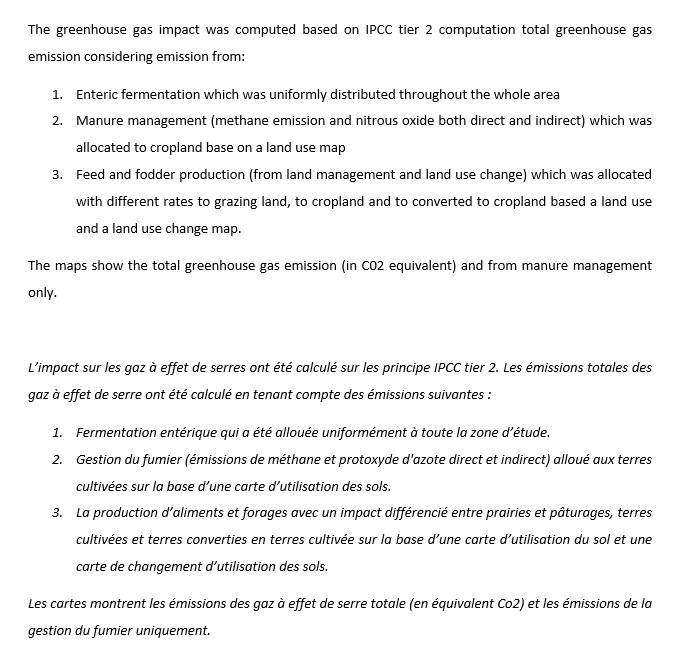 The greenhouse gas impact was computed based on IPCC tier 2 computation total greenhouse gas
emission considering emission from:
1. Enteric fermentation which was uniformly distributed throughout the whole area
2. Manure management (methane emission and nitrous oxide both direct and indirect) which was
allocated to cropland base on a land use map
3. Feed and fodder production (from land management and land use change) which was allocated
with different rates to grazing land, to cropland and to converted to cropland based a land use
and a land use change map.
The maps show the total greenhouse gas emission (in C02 equivalent) and from manure management
only.
L’impact sur les gaz à effet de serres ont été calculé sur les principe IPCC tier 2. Les émissions totales des
gaz à effet de serre ont été calculé en tenant compte des émissions suivantes :
1. Fermentation entérique qui a été allouée uniformément à toute la zone d’étude.
2. Gestion du fumier (émissions de méthane et protoxyde d'azote direct et indirect) alloué aux terres
cultivées sur la base d’une carte d’utilisation des sols.
3. La production d’aliments et forages avec un impact différencié entre prairies et pâturages, terres
cultivées et terres converties en terres cultivée sur la base d’une carte d’utilisation du sol et une
carte de changement d’utilisation des sols.
Les cartes montrent les émissions des gaz à effet de serre totale (en équivalent Co2) et les émissions de la
gestion du fumier uniquement.